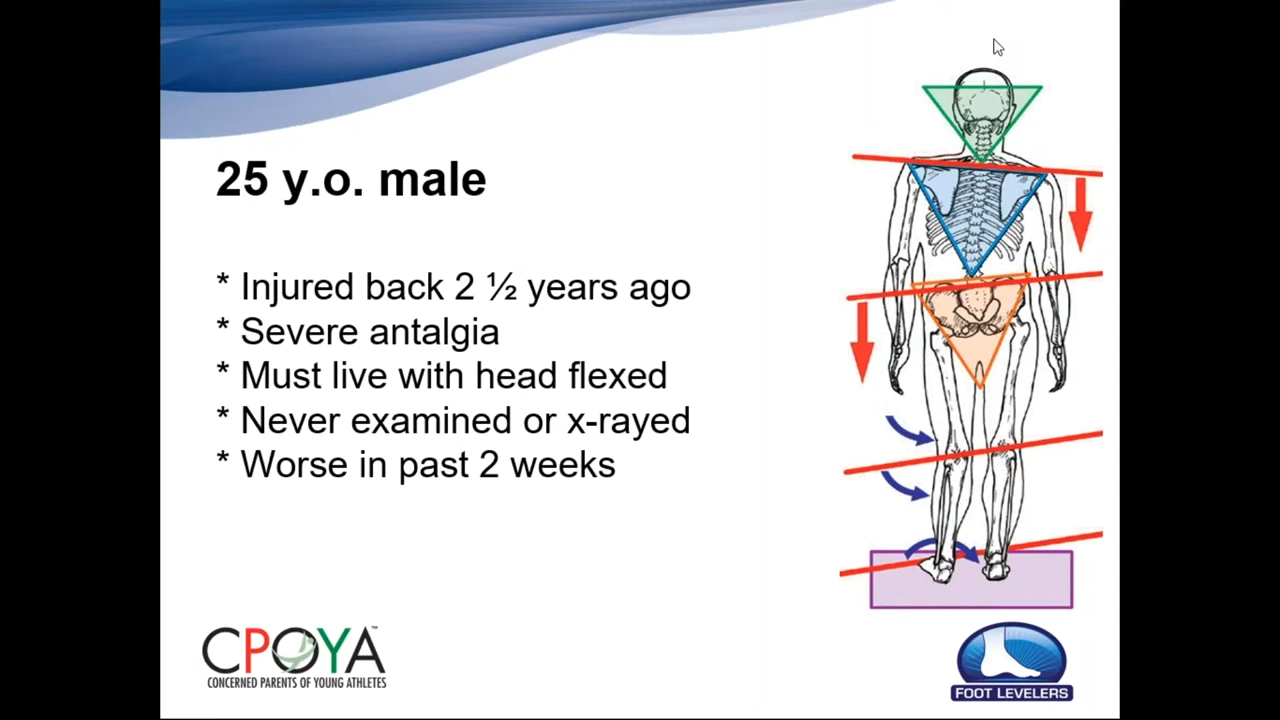 25 y.o. male
* Injured back 2 ½ years ago
* Severe antalgia
* Must live with head flexed
* Never examined or x-rayed
* Worse in past 2 weeks
CPOYA™
CONCERNED PARENTS OF YOUNG ATHLETES
FOOT LEVELERS